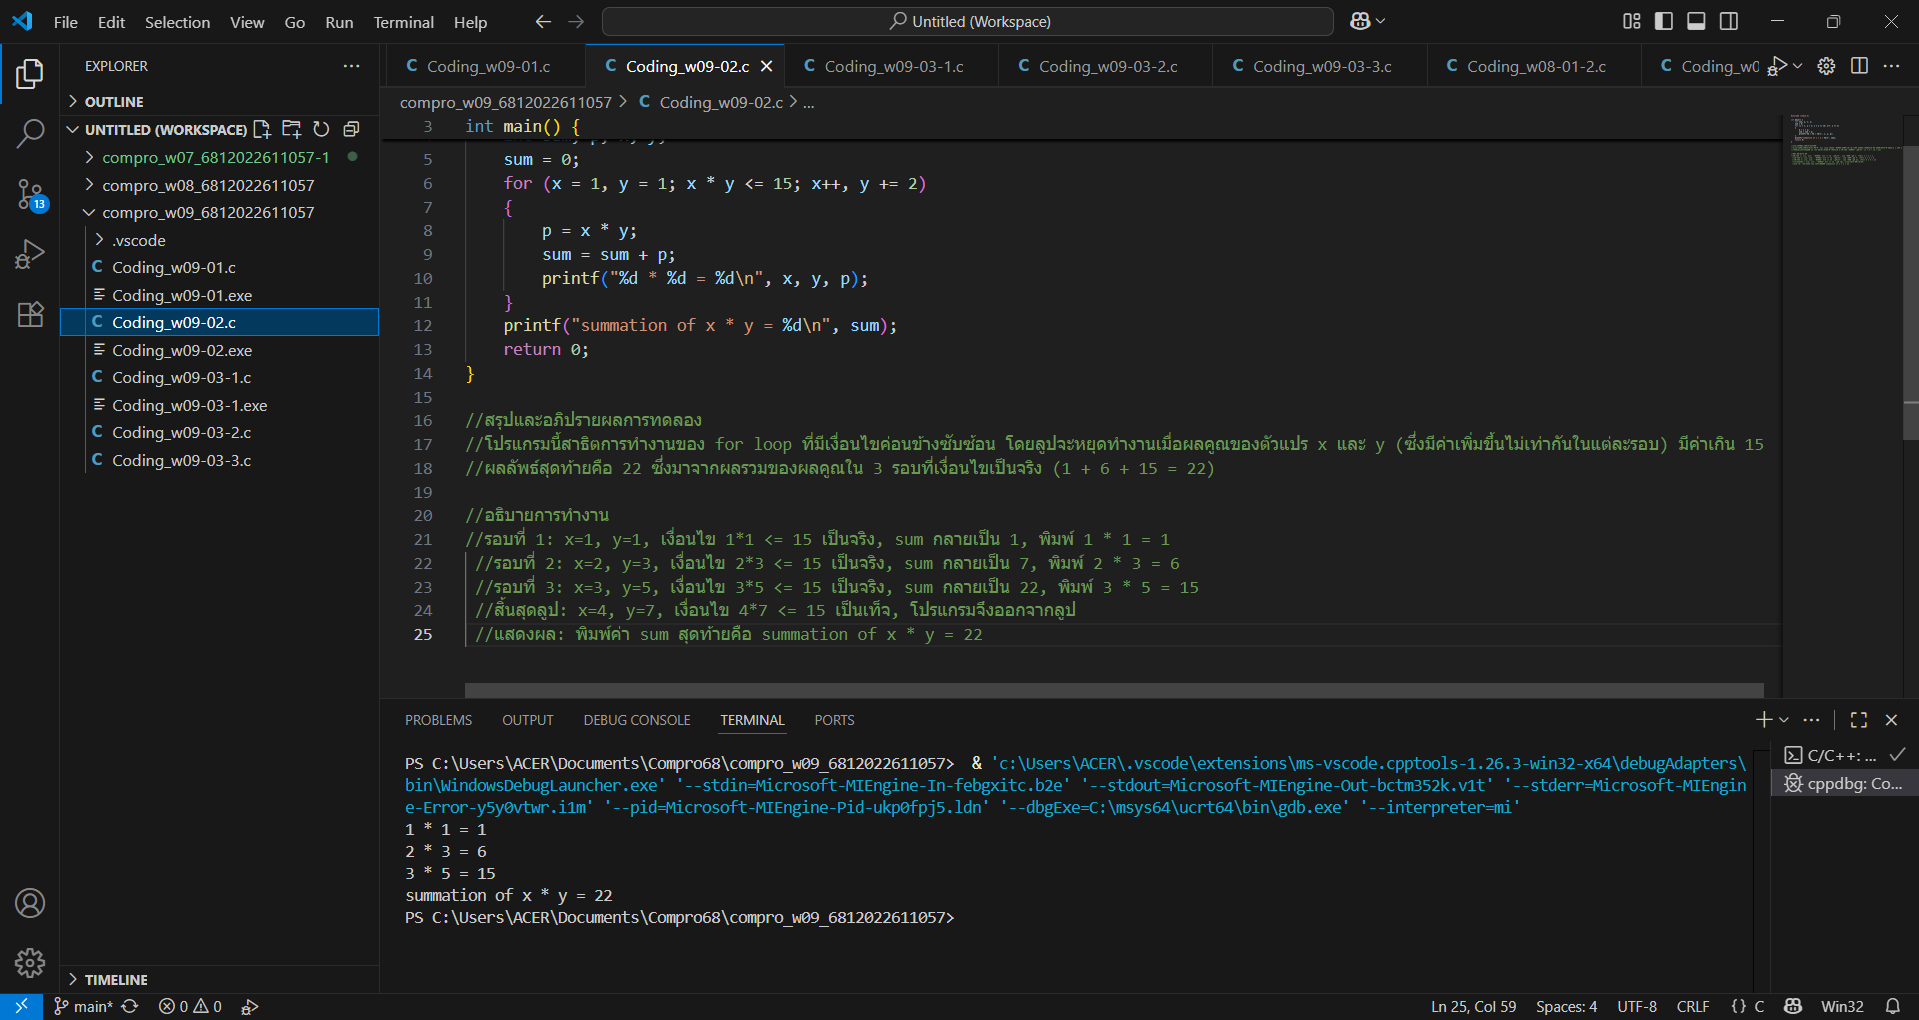 File Edit Selection View Go Run Terminal Help
Untitled (Workspace)
EXPLORER
OUTLINE
UNTITLED (WORKSPACE)
compro_w07_6812022611057-1
compro_w08_6812022611057
compro_w09_6812022611057
.vscode
C Coding_w09-01.c
Coding_w09-01.exe
C Coding_w09-02.c
Coding_w09-02.exe
C Coding_w09-03-1.c
Coding_w09-03-1.exe
C Coding_w09-03-2.c
C Coding_w09-03-3.c
TIMELINE
13
C Coding_w09-01.c C Coding_w09-02.c C Coding_w09-03-1.c C Coding_w09-03-2.c C Coding_w09-03-3.c C Coding_w08-01-2.c C Coding_w0
compro_w09_6812022611057 > C Coding_w09-02.c > ...
3 int main() {
5 sum = 0;
6 for (x = 1, y = 1; x * y <= 15; x++, y += 2)
7 {
8 p = x * y;
9 sum = sum + p;
10 printf("%d * %d = %d\n", x, y, p);
11 }
12 printf("summation of x * y = %d\n", sum);
13 return 0;
14 }
15
16 //สรุปและอภิปรายผลการทดลอง
17 //โปรแกรมนี้สาธิตการทำงานของ for loop ที่มีเงื่อนไขค่อนข้างซับซ้อน โดยลูปจะหยุดทำงานเมื่อผลคูณของตัวแปร x และ y (ซึ่งมีค่าเพิ่มขึ้นไม่เท่ากันในแต่ละรอบ) มีค่าเกิน 15
18 //ผลลัพธ์สุดท้ายคือ 22 ซึ่งมาจากผลรวมของผลคูณใน 3 รอบที่เงื่อนไขเป็นจริง (1 + 6 + 15 = 22)
19
20 //อธิบายการทำงาน
21 //รอบที่ 1: x=1, y=1, เงื่อนไข 1*1 <= 15 เป็นจริง, sum กลายเป็น 1, พิมพ์ 1 * 1 = 1
22 //รอบที่ 2: x=2, y=3, เงื่อนไข 2*3 <= 15 เป็นจริง, sum กลายเป็น 7, พิมพ์ 2 * 3 = 6
23 //รอบที่ 3: x=3, y=5, เงื่อนไข 3*5 <= 15 เป็นจริง, sum กลายเป็น 22, พิมพ์ 3 * 5 = 15
24 //สิ้นสุดลูป: x=4, y=7, เงื่อนไข 4*7 <= 15 เป็นเท็จ, โปรแกรมจึงออกจากลูป
25 //แสดงผล: พิมพ์ค่า sum สุดท้ายคือ summation of x * y = 22
PROBLEMS OUTPUT DEBUG CONSOLE TERMINAL PORTS
PS C:\Users\ACER\Documents\Compro68\compro_w09_6812022611057> & 'c:\Users\ACER\.vscode\extensions\ms-vscode.cpptools-1.26.3-win32-x64\debugAdapters\
bin\WindowsDebugLauncher.exe' '--stdin=Microsoft-MIEngine-In-febgxitc.b2e' '--stdout=Microsoft-MIEngine-Out-bctm352k.v1t' '--stderr=Microsoft-MIEngin
e-Error-y5y0vtwr.i1m' '--pid=Microsoft-MIEngine-Pid-ukp0fpj5.ldn' '--dbgExe=C:\msys64\ucrt64\bin\gdb.exe' '--interpreter=mi'
1 * 1 = 1
2 * 3 = 6
3 * 5 = 15
summation of x * y = 22
PS C:\Users\ACER\Documents\Compro68\compro_w09_6812022611057>
C/C++: ...
cppdbg: Co...
main* 0 0 Ln 25, Col 59 Spaces: 4 UTF-8 CRLF {} C Win32